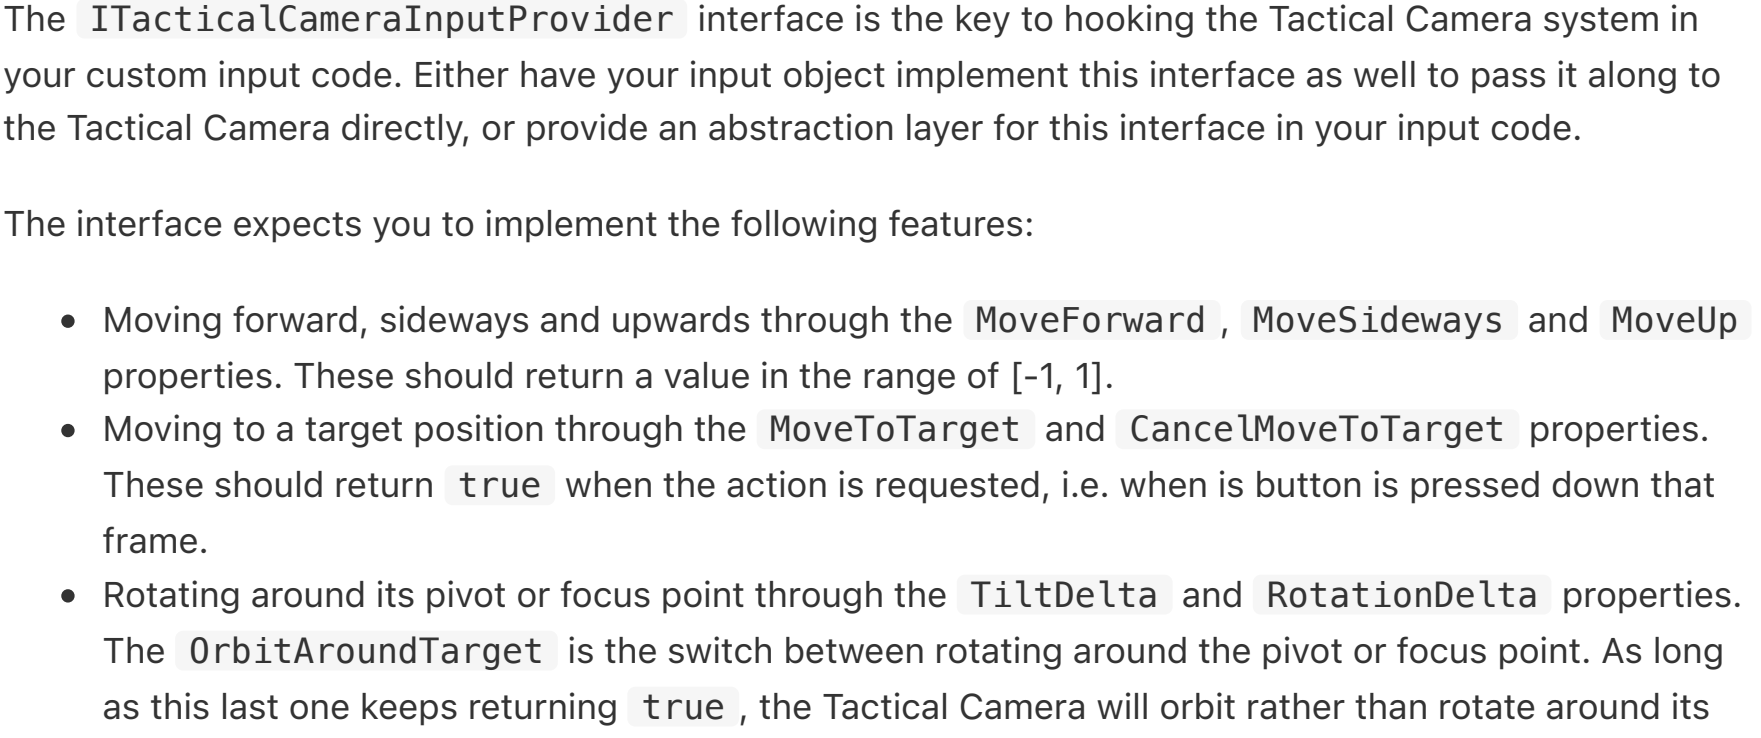 The ITacticalCameraInputProvider interface is the key to hooking the Tactical Camera system in
your custom input code. Either have your input object implement this interface as well to pass it along to
the Tactical Camera directly, or provide an abstraction layer for this interface in your input code.
The interface expects you to implement the following features:
• Moving forward, sideways and upwards through the MoveForward, MoveSideways and MoveUp
properties. These should return a value in the range of [-1, 1].
• Moving to a target position through the MoveToTarget and CancelMoveToTarget properties.
These should return true when the action is requested, i.e. when is button is pressed down that
frame.
• Rotating around its pivot or focus point through the TiltDelta and RotationDelta properties.
The OrbitAroundTarget is the switch between rotating around the pivot or focus point. As long
as this last one keeps returning true, the Tactical Camera will orbit rather than rotate around its